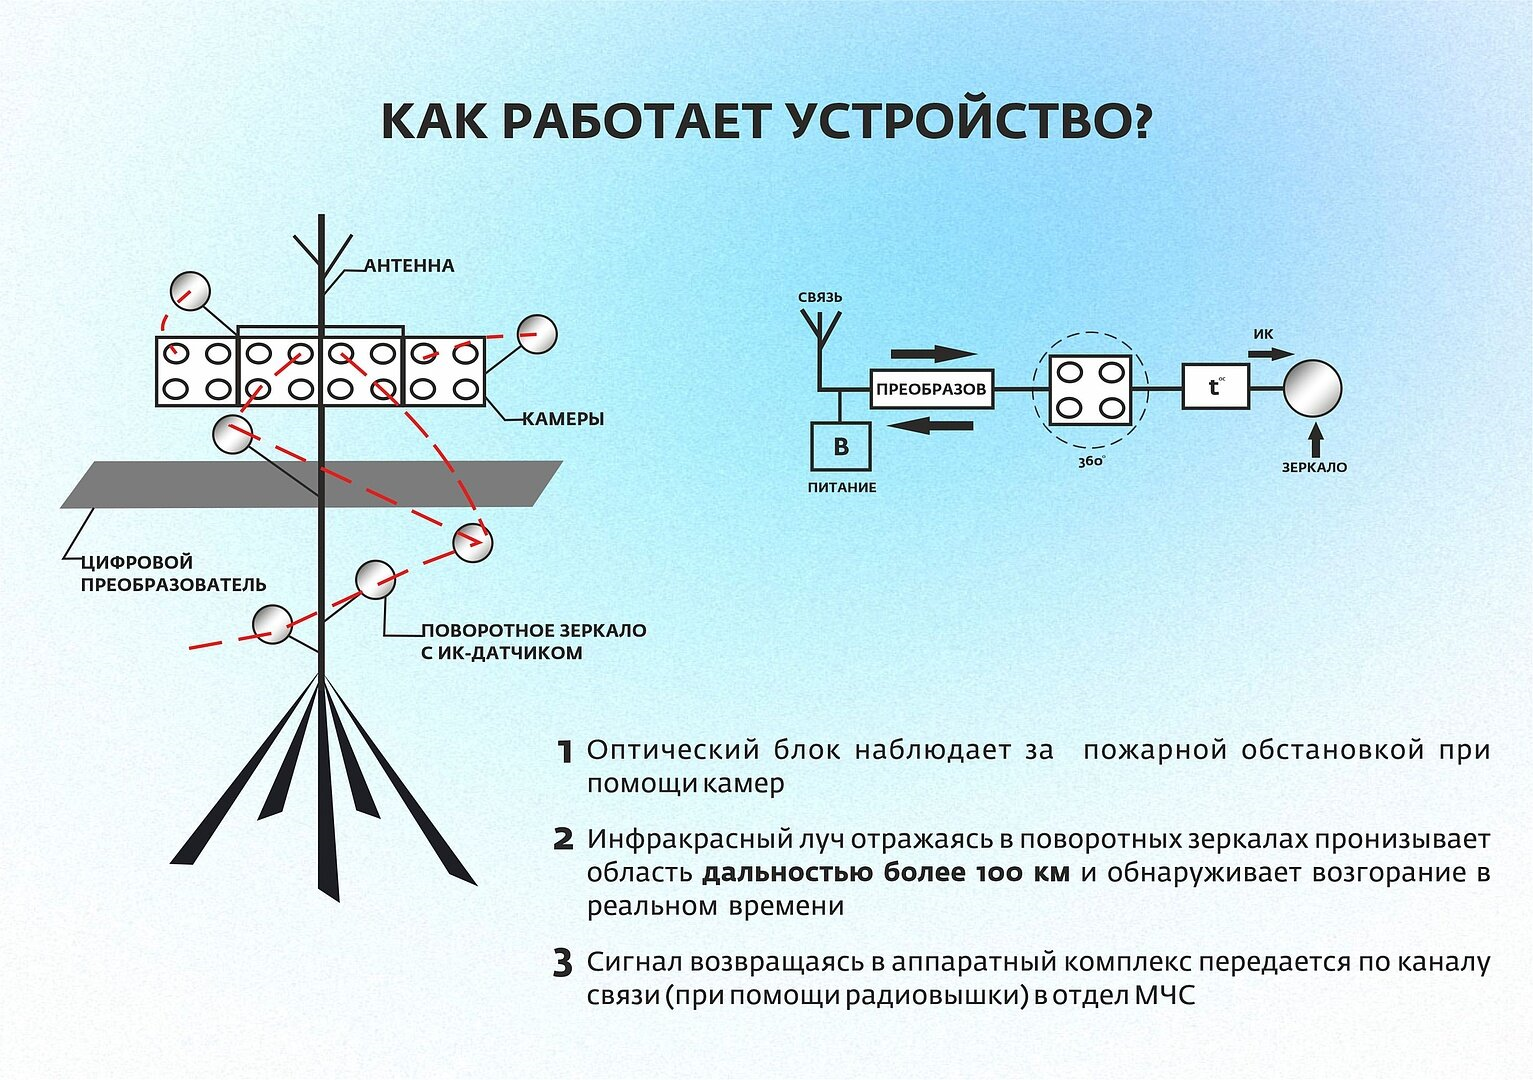 КАК РАБОТАЕТ УСТРОЙСТВО?
АНТЕННА
КАМЕРЫ
ЦИФРОВОЙ
ПРЕОБРАЗОВАТЕЛЬ
ПОВОРОТНОЕ ЗЕРКАЛО
С ИК-ДАТЧИКОМ
СВЯЗЬ
ПРЕОБРАЗОВ
В
ПИТАНИЕ
360°
t°C
ИК
ЗЕРКАЛО
1 Оптический блок наблюдает за пожарной обстановкой при
помощи камер
2 Инфракрасный луч отражаясь в поворотных зеркалах пронизывает
область дальностью более 100 км и обнаруживает возгорание в
реальном времени
3 Сигнал возвращаясь в аппаратный комплекс передается по каналу
связи (при помощи радиовышки) в отдел МЧС